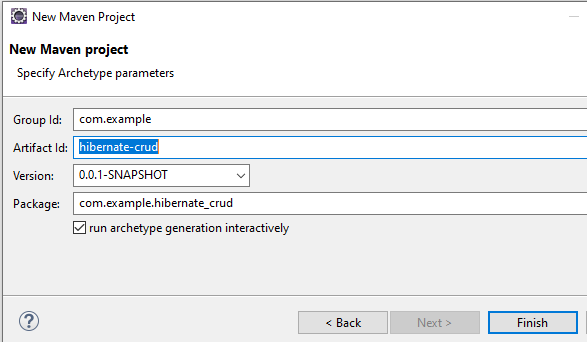 New Maven Project
New Maven project
Specify Archetype parameters
Group Id: com.example
Artifact Id: hibernate-crud
Version: 0.0.1-SNAPSHOT
Package: com.example.hibernate_crud
run archetype generation interactively
? < Back Next > Finish